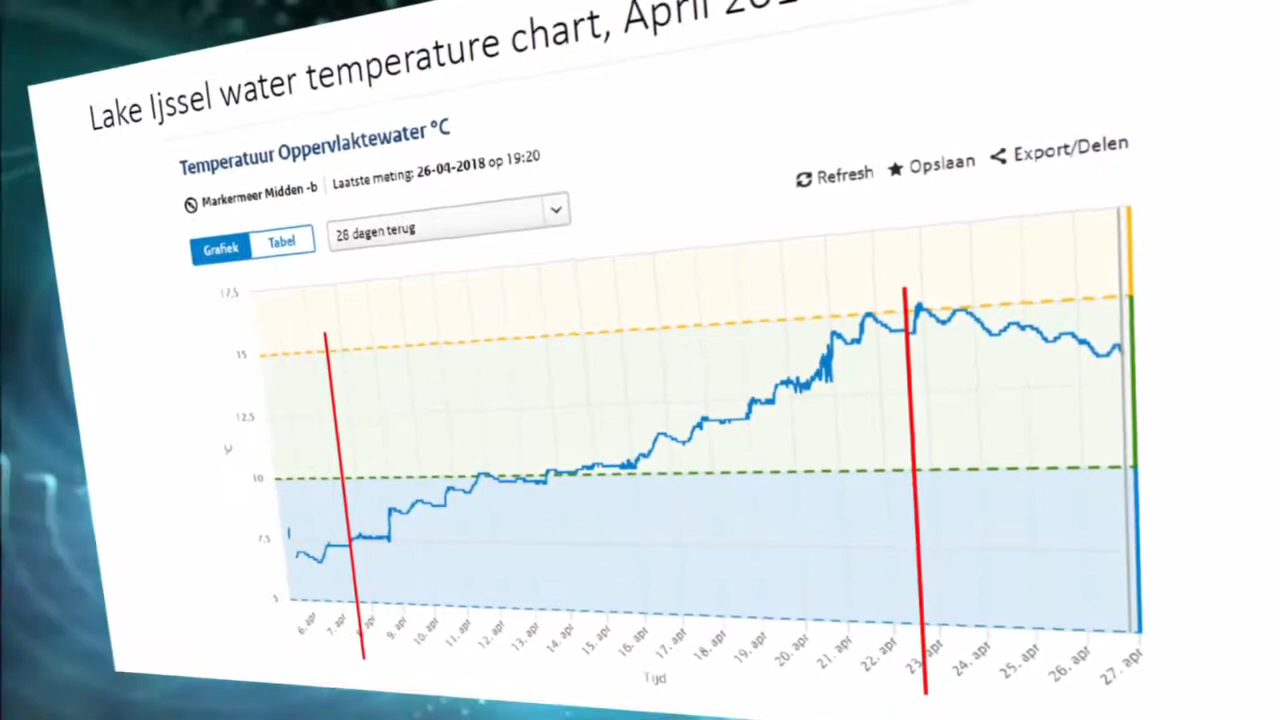 Lake Ijssel water temperature chart, April 201
Temperatuur Oppervlaktewater °C
Markermeer Midden -b | Laatste meting: 26-04-2018 op 19:20
Refresh Opslaan Export/Delen
Grafiek Tabel 28 dagen terug
17,5
15
12,5
°C
10
7,5
5
6. apr 7. apr 8. apr 9. apr 10. apr 11. apr 12. apr 13. apr 14. apr 15. apr 16. apr 17. apr 18. apr 19. apr 20. apr 21. apr 22. apr 23. apr 24. apr 25. apr 26. apr 27. apr
Tijd